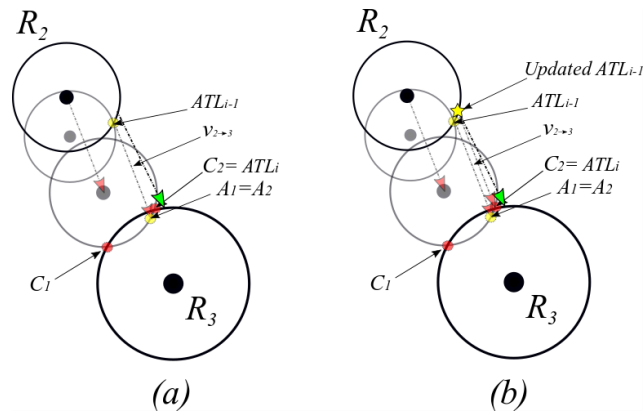 R₂
ATLᵢ₋₁
v₂→₃
C₂= ATLᵢ
A₁=A₂
C₁
R₃
(a)
R₂
Updated ATLᵢ₋₁
ATLᵢ₋₁
v₂→₃
C₂= ATLᵢ
A₁=A₂
C₁
R₃
(b)